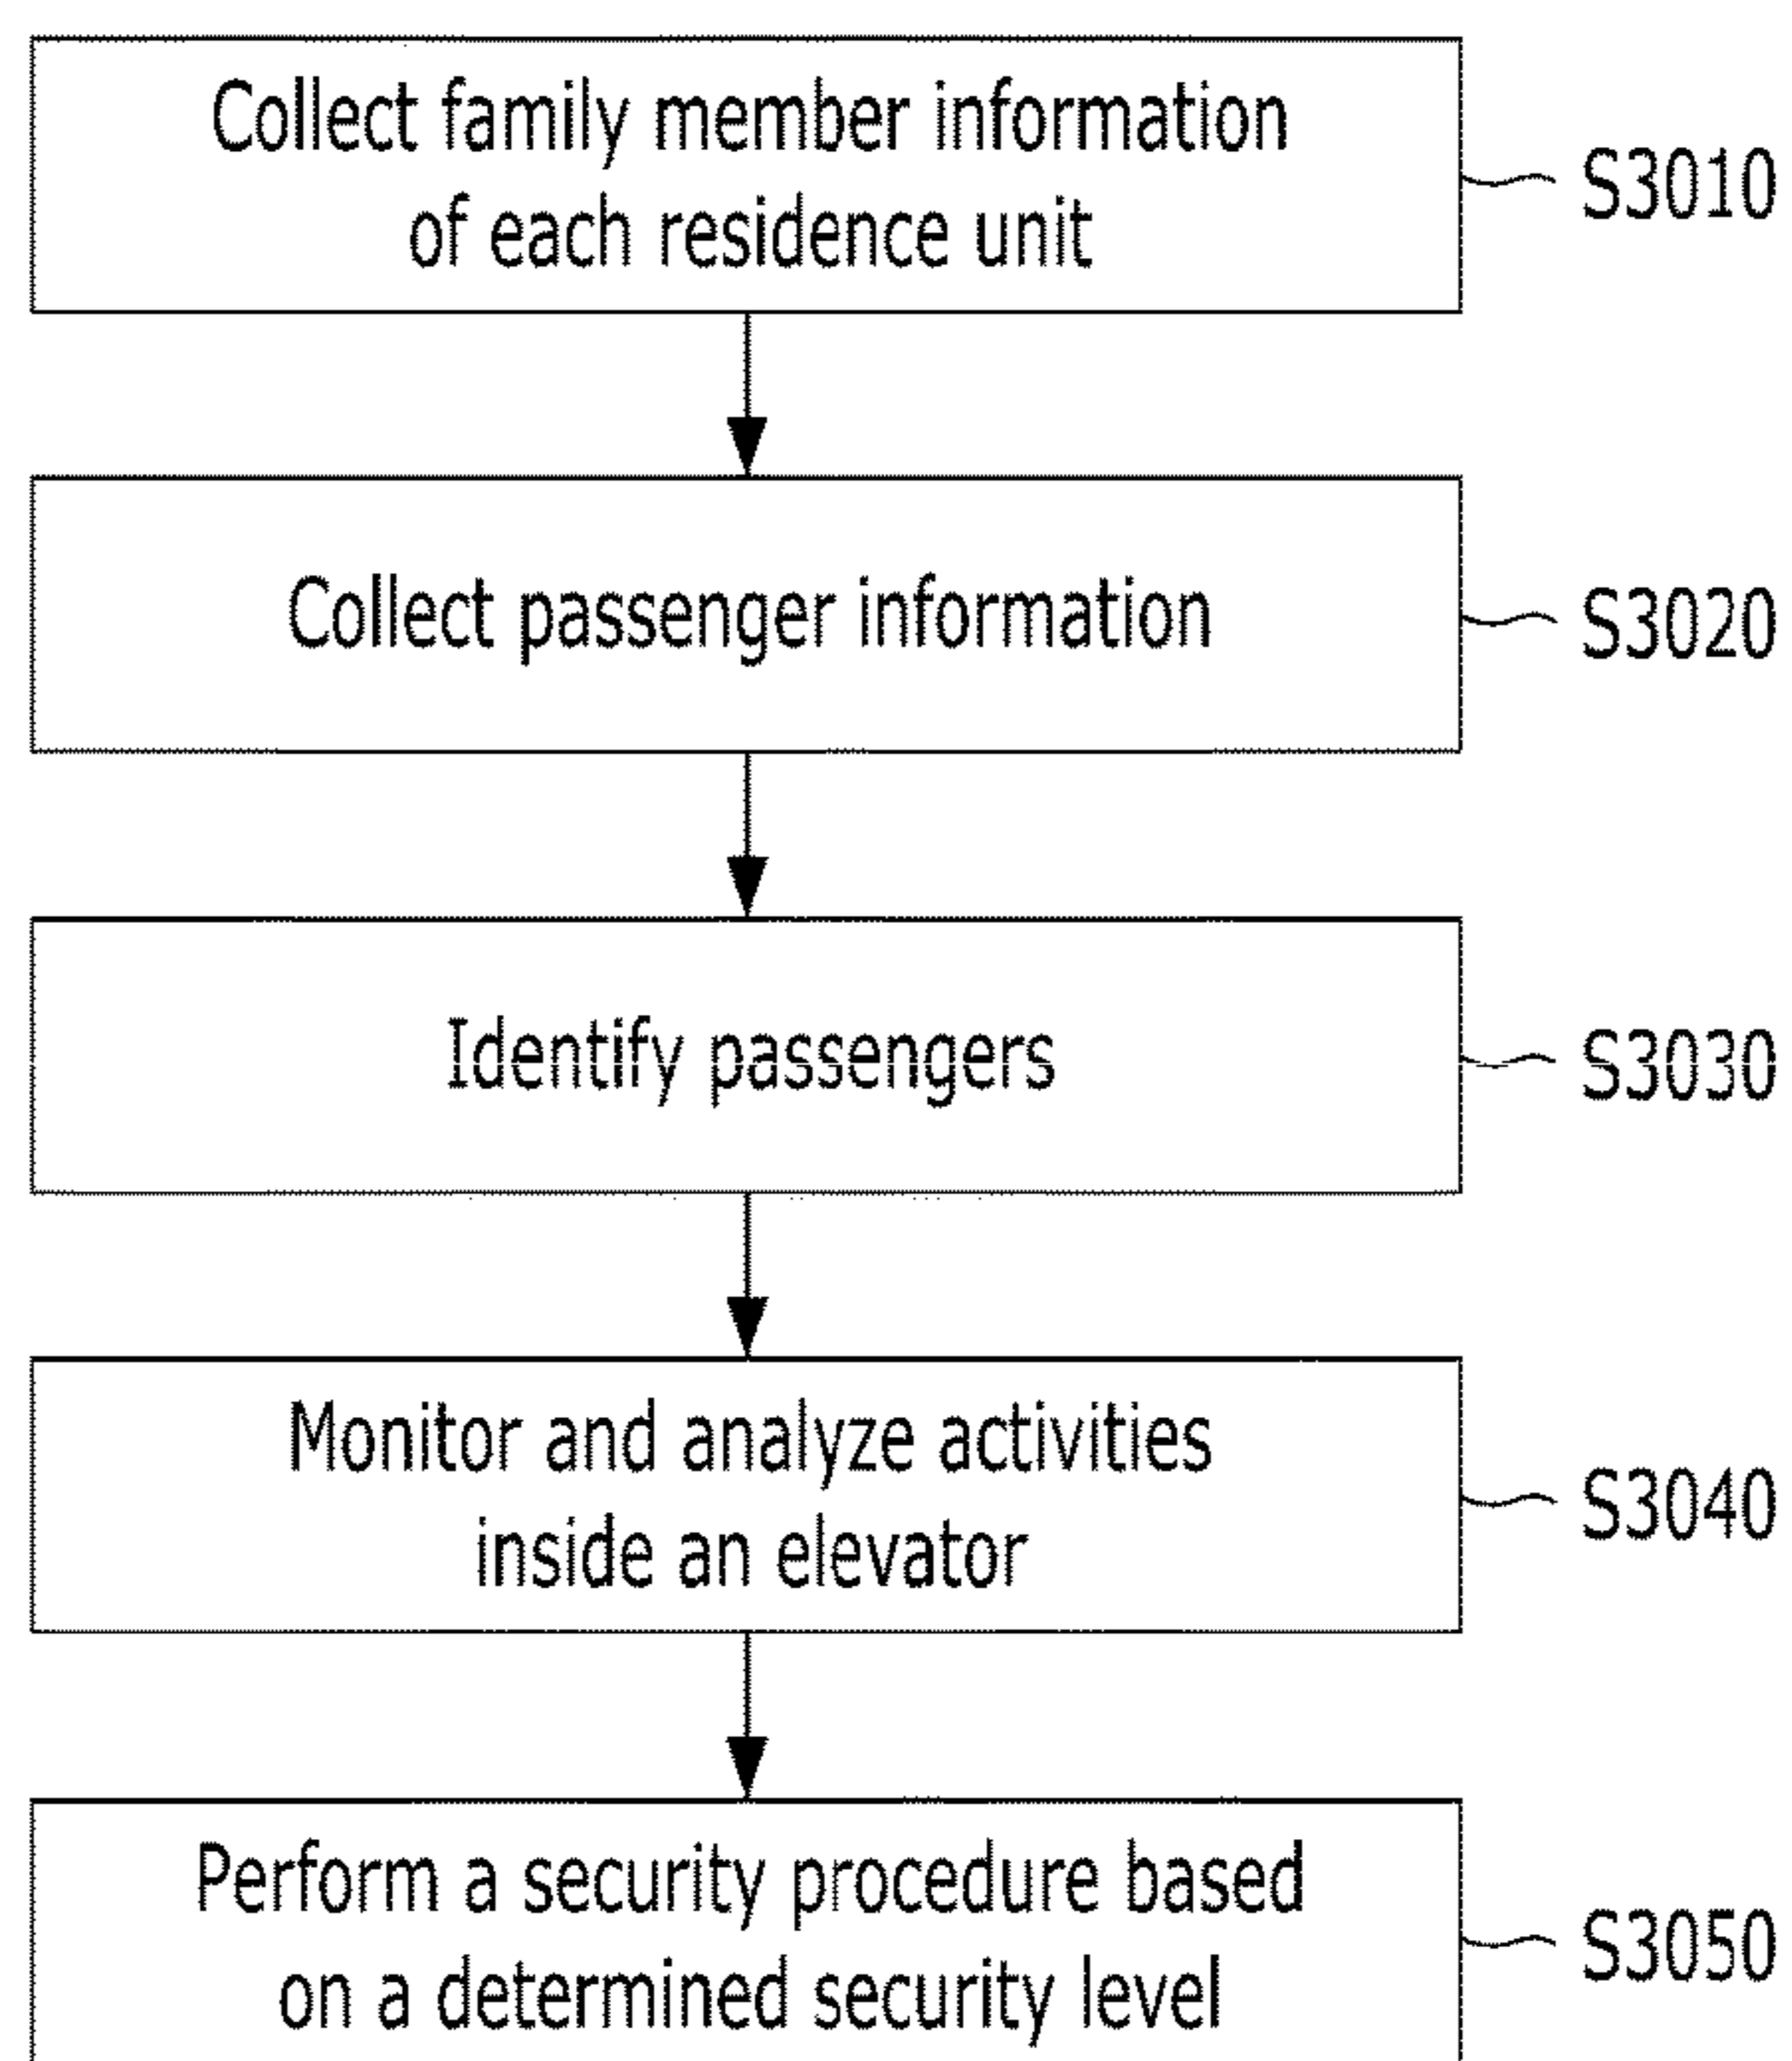 Collect family member information
of each residence unit
S3010
Collect passenger information
S3020
Identify passengers
S3030
Monitor and analyze activities
inside an elevator
S3040
Perform a security procedure based
on a determined security level
S3050